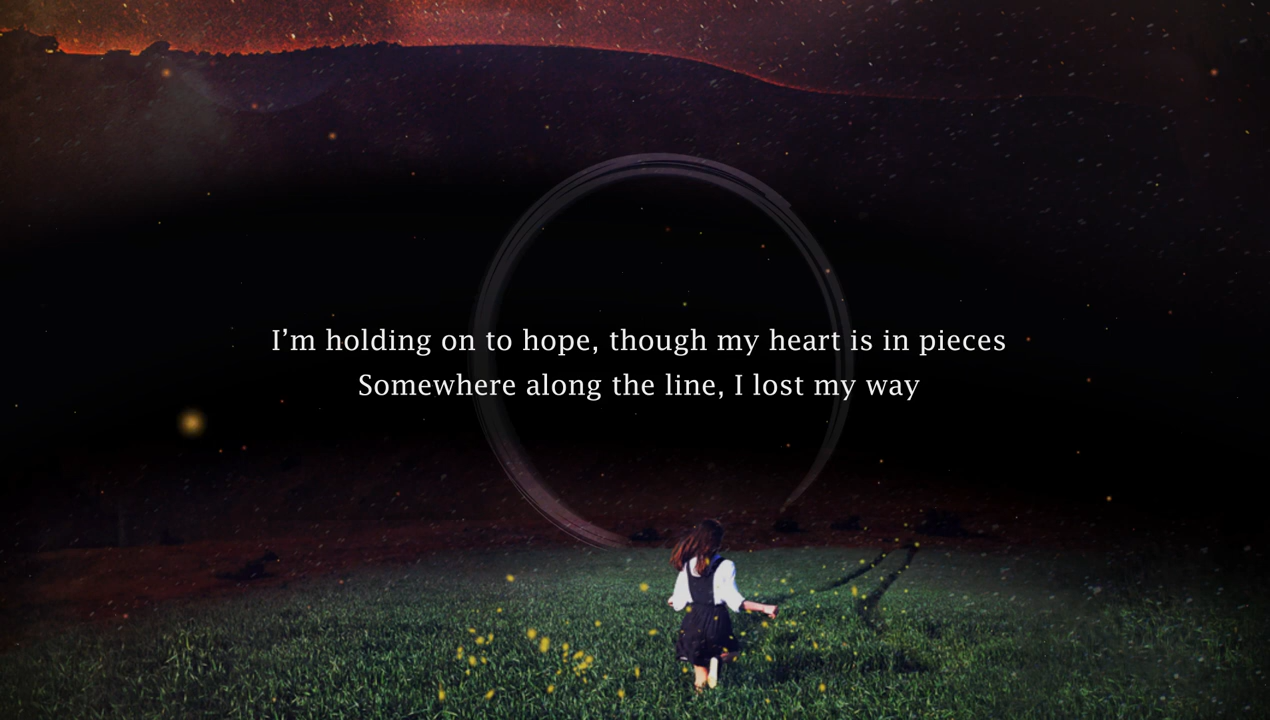 I’m holding on to hope, though my heart is in pieces
Somewhere along the line, I lost my way